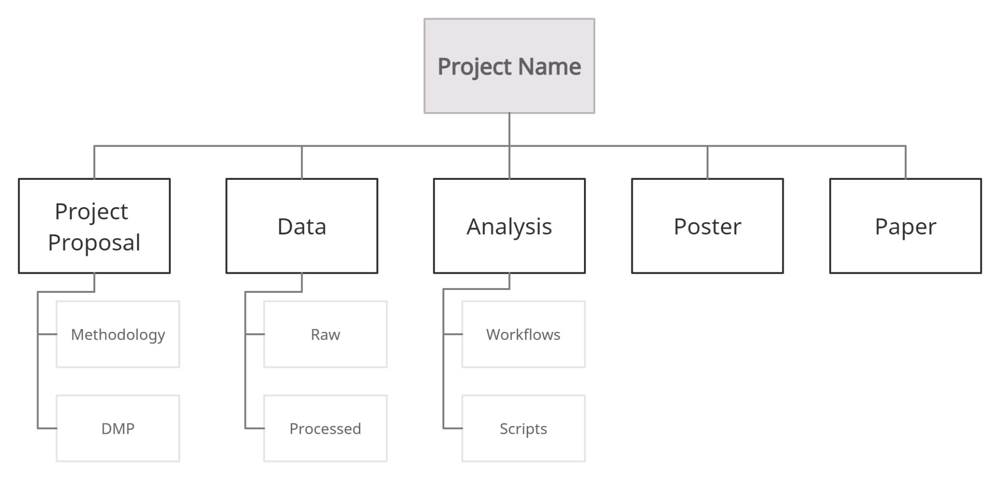 Project Name
Project
Proposal
Data
Analysis
Poster
Paper
Methodology
Raw
Workflows
DMP
Processed
Scripts